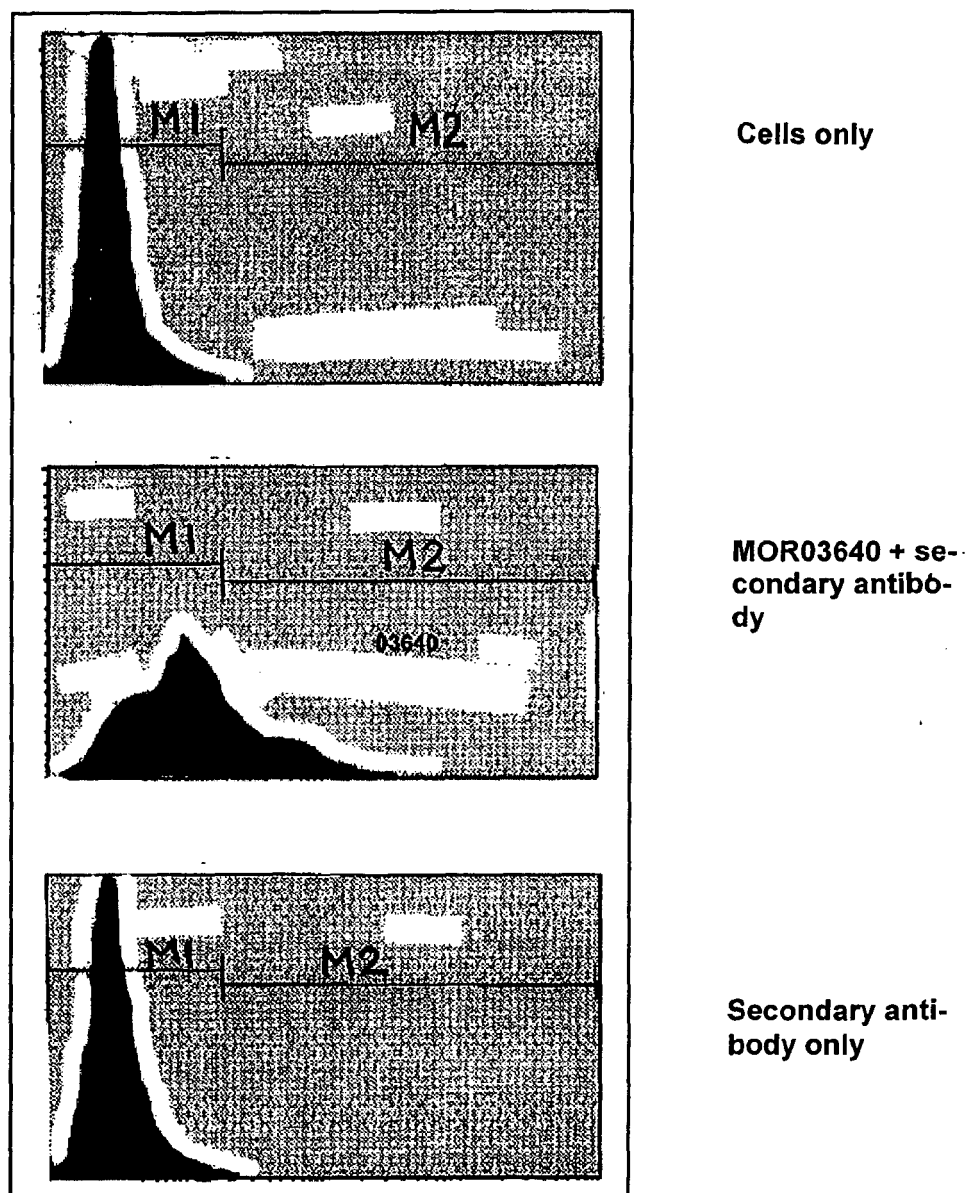 M1
M2
Cells only
M1
M2
03640
MOR03640 + se-
condary antibo-
dy
M1
M2
Secondary anti-
body only